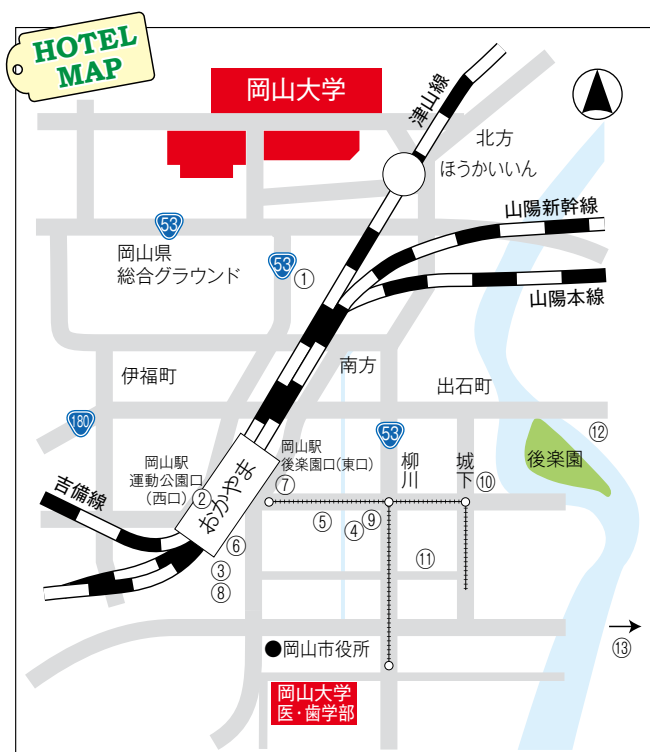 HOTEL
MAP
岡山大学
津山線
北方
ほうかいいん
山陽新幹線
53
岡山県
総合グラウンド
53
①
山陽本線
伊福町
南方
出石町
180
53
⑫
後楽園
岡山駅
後楽園口(東口)
岡山駅
運動公園口
(西口)
②
おかやま
⑦
柳川
城下
⑩
吉備線
⑤
④
⑨
⑥
③
⑧
⑪
⑬
●岡山市役所
岡山大学
医・歯学部